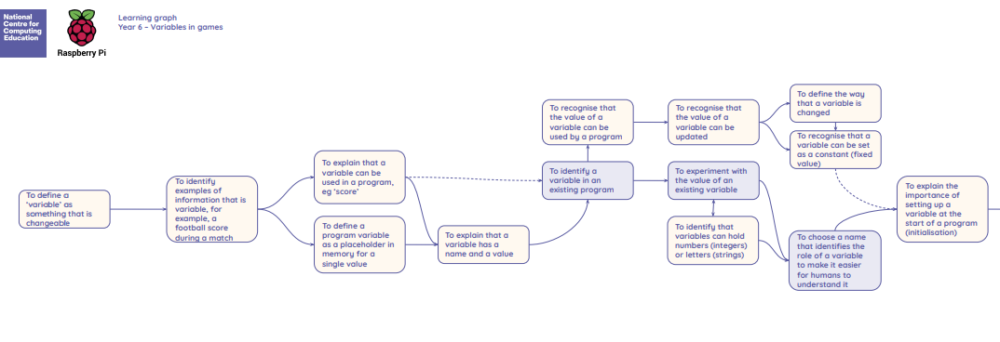 National
Centre for
Computing
Education
Raspberry Pi
Learning graph
Year 6 – Variables in games
To define a
'variable' as
something that is
changeable
To identify
examples of
information that is
variable, for
example, a
football score
during a match
To explain that a
variable can be
used in a program,
eg 'score'
To define a
program variable
as a placeholder in
memory for a
single value
To explain that a
variable has a
name and a value
To recognise that
the value of a
variable can be
used by a program
To identify a
variable in an
existing program
To recognise that
the value of a
variable can be
updated
To experiment with
the value of an
existing variable
To identify that
variables can hold
numbers (integers)
or letters (strings)
To define the way
that a variable is
changed
To recognise that a
variable can be set
as a constant (fixed
value)
To choose a name
that identifies the
role of a variable
to make it easier
for humans to
understand it
To explain the
importance of
setting up a
variable at the
start of a program
(initialisation)